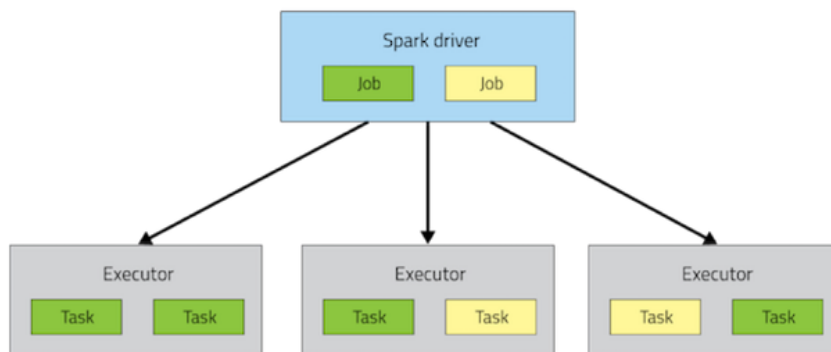 Spark driver
Job Job
Executor Executor Executor
Task Task Task Task Task Task